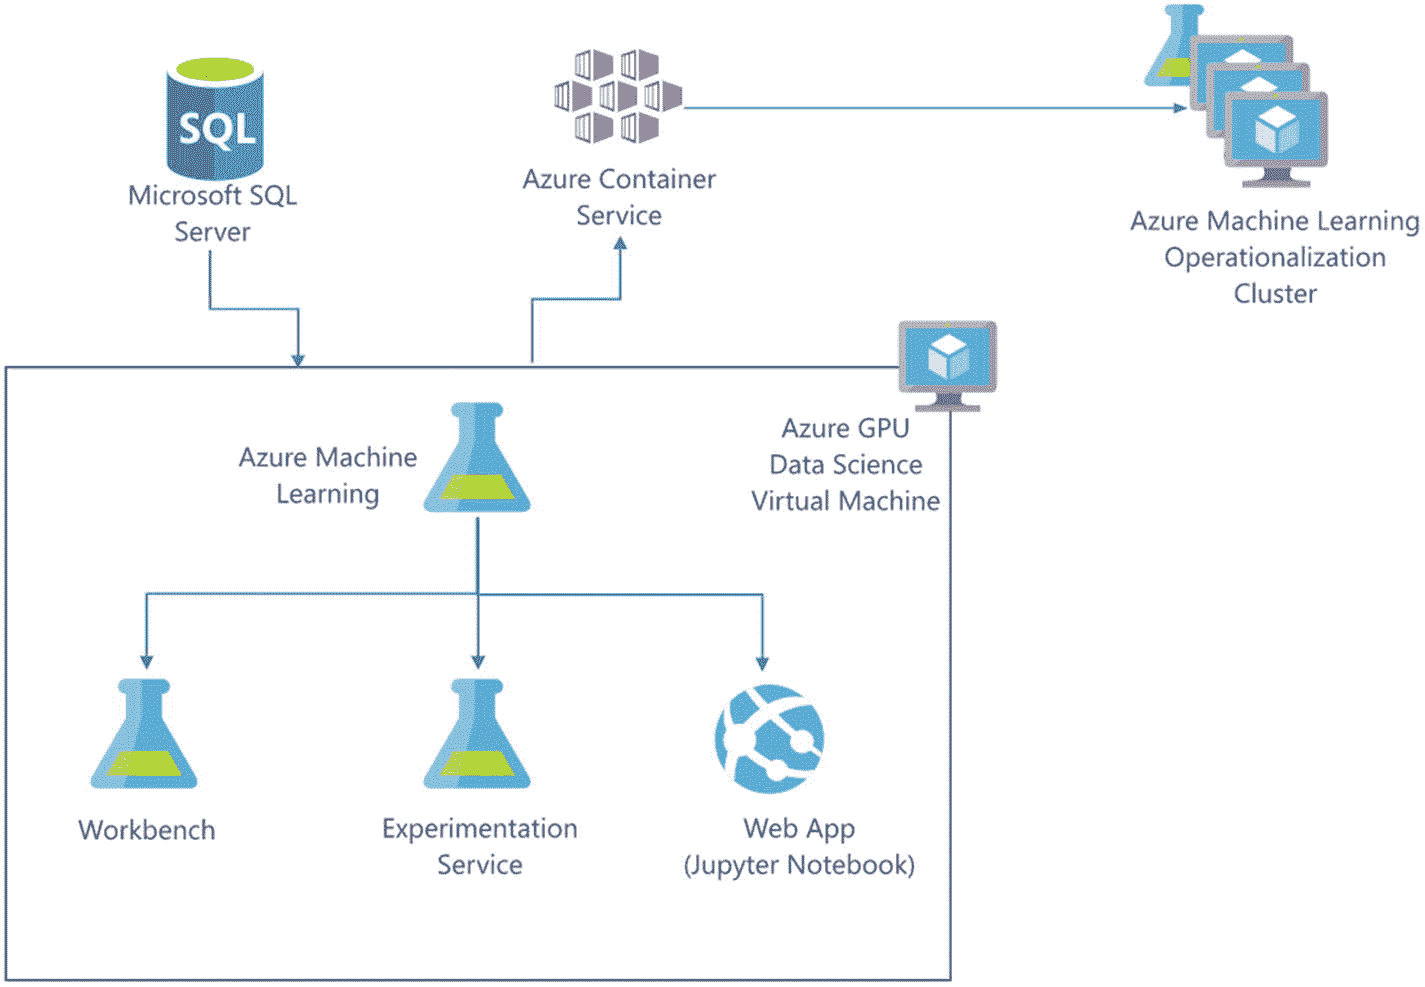 SQL
Microsoft SQL
Server
Azure Container
Service
Azure Machine Learning
Operationalization
Cluster
Azure Machine
Learning
Azure GPU
Data Science
Virtual Machine
Workbench
Experimentation
Service
Web App
(Jupyter Notebook)